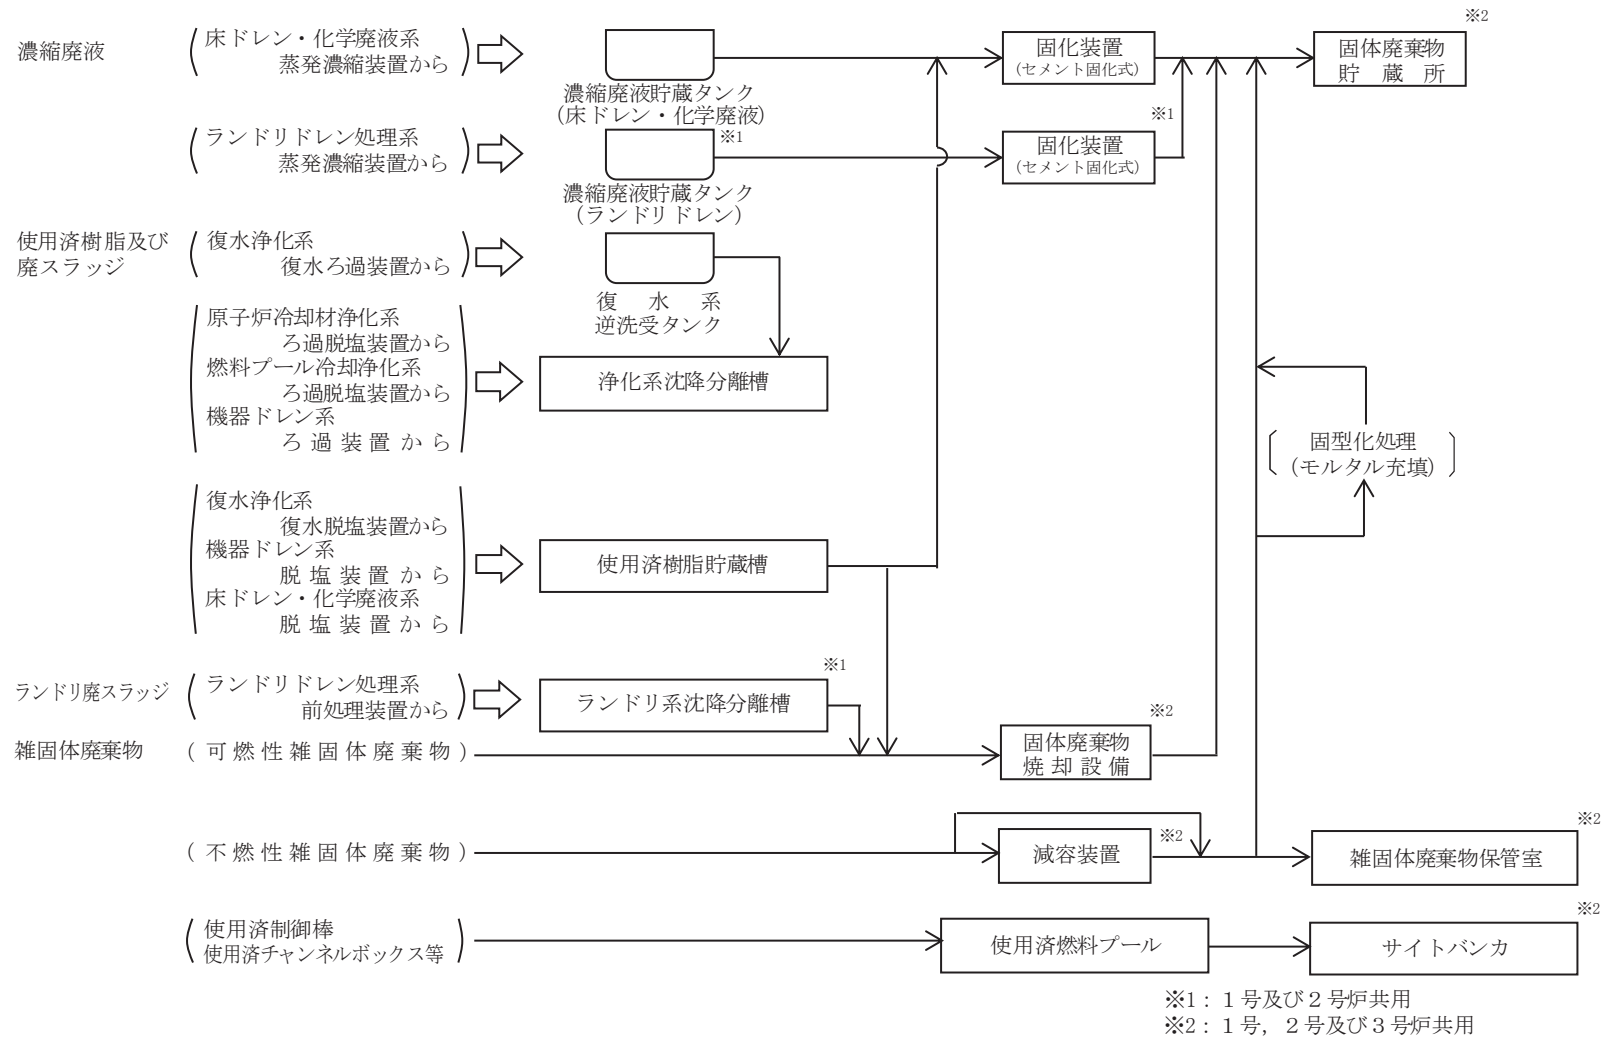 濃縮廃液
(床ドレン・化学廃液系
蒸発濃縮装置から)
濃縮廃液貯蔵タンク
(床ドレン・化学廃液)
固化装置
(セメント固化式)
※2
固体廃棄物
貯蔵所
(ランドリドレン処理系
蒸発濃縮装置から)
※1
濃縮廃液貯蔵タンク
(ランドリドレン)
※1
固化装置
(セメント固化式)
使用済樹脂及び
廃スラッジ
(復水浄化系
復水ろ過装置から)
復水系
逆洗受タンク
(原子炉冷却材浄化系
ろ過脱塩装置から
燃料プール冷却浄化系
ろ過脱塩装置から
機器ドレン系
ろ過装置から)
浄化系沈降分離槽
〔固型化処理
(モルタル充填)〕
(復水浄化系
復水脱塩装置から
機器ドレン系
脱塩装置から
床ドレン・化学廃液系
脱塩装置から)
使用済樹脂貯蔵槽
ランドリ廃スラッジ
(ランドリドレン処理系
前処理装置から)
※1
ランドリ系沈降分離槽
雑固体廃棄物
(可燃性雑固体廃棄物)
※2
固体廃棄物
焼却設備
(不燃性雑固体廃棄物)
減容装置
※2
※2
雑固体廃棄物保管室
(使用済制御棒
使用済チャンネルボックス等)
使用済燃料プール
※2
サイトバンカ
※1：１号及び２号炉共用
※2：１号，２号及び３号炉共用